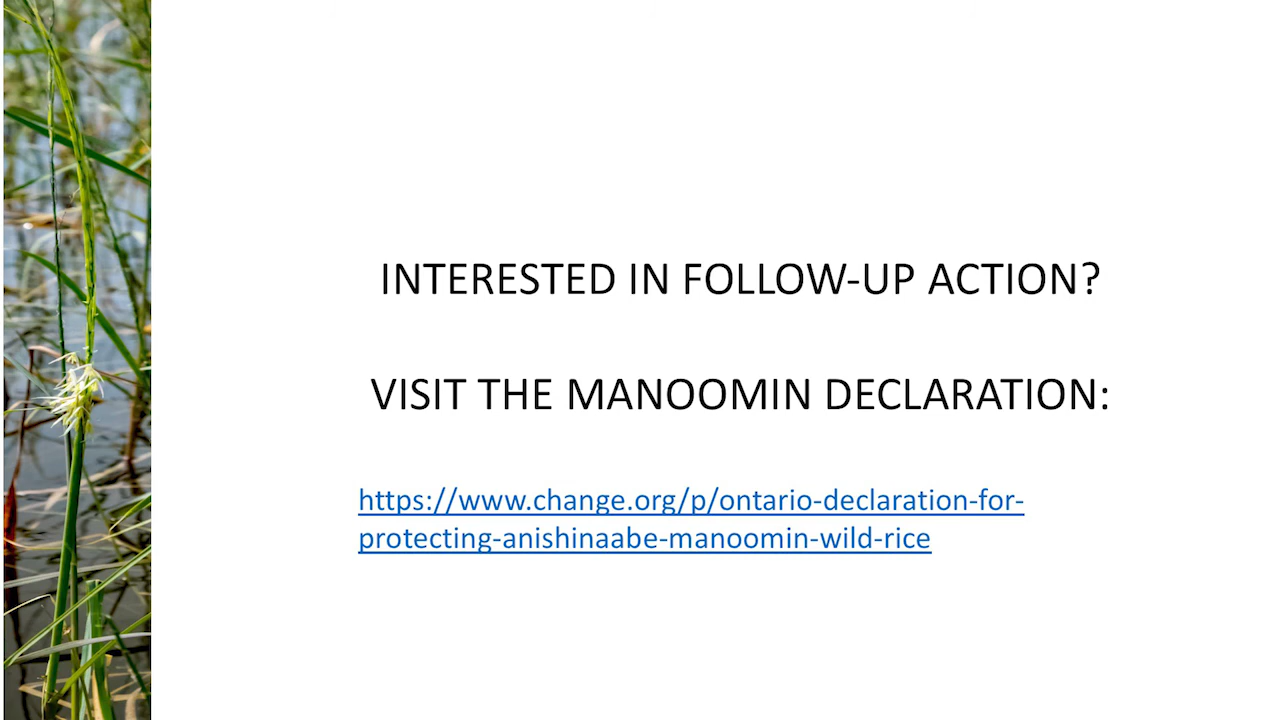 INTERESTED IN FOLLOW-UP ACTION?
VISIT THE MANOOMIN DECLARATION:
https://www.change.org/p/ontario-declaration-for-
protecting-anishinaabe-manoomin-wild-rice